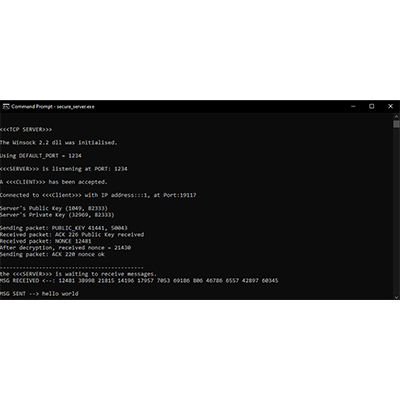 Command Prompt - secure_server.exe
<<<TCP SERVER>>>
The Winsock 2.2 dll was initialised.
Using DEFAULT_PORT = 1234
<<<SERVER>>> is listening at PORT: 1234
A <<<CLIENT>>> has been accepted.
Connected to <<<Client>>> with IP address:::1, at Port:19117
Server's Public Key (1049, 82333)
Server's Private Key (32969, 82333)
Sending packet: PUBLIC_KEY 41441, 50043
Received packet: ACK 226 Public Key received
Received packet: NONCE 12481
After decryption, received nonce = 21430
Sending packet: ACK 220 nonce ok
--------------------------------------------
the <<<SERVER>>> is waiting to receive messages.
MSG RECEIVED <--: 12481 38998 21815 14196 17957 7053 69186 806 46786 6557 42897 60345
MSG SENT --> hello world